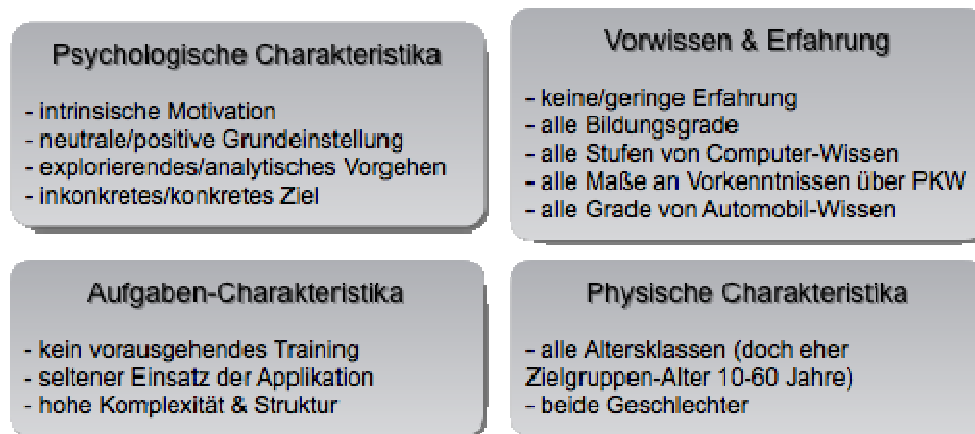 Psychologische Charakteristika
- intrinsische Motivation
- neutrale/positive Grundeinstellung
- explorierendes/analytisches Vorgehen
- inkonkretes/konkretes Ziel
Vorwissen & Erfahrung
- keine/geringe Erfahrung
- alle Bildungsgrade
- alle Stufen von Computer-Wissen
- alle Maße an Vorkenntnissen über PKW
- alle Grade von Automobil-Wissen
Aufgaben-Charakteristika
- kein vorausgehendes Training
- seltener Einsatz der Applikation
- hohe Komplexität & Struktur
Physische Charakteristika
- alle Altersklassen (doch eher
Zielgruppen-Alter 10-60 Jahre)
- beide Geschlechter